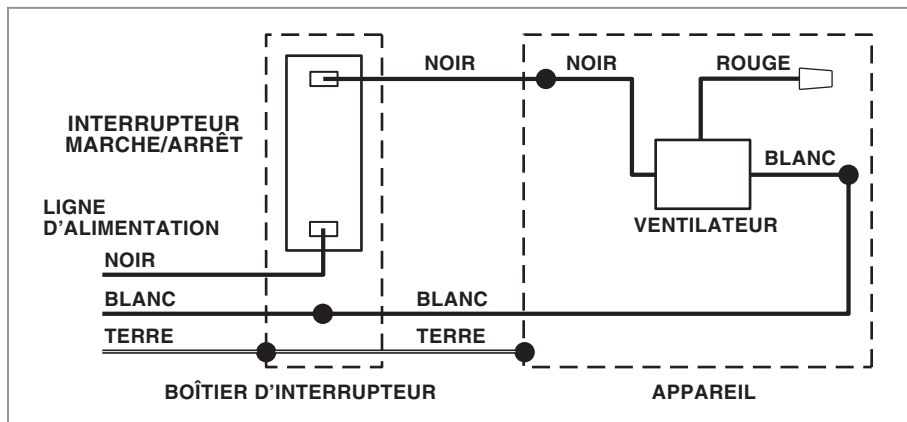 NOIR
NOIR
ROUGE
INTERRUPTEUR
MARCHE/ARRÊT
BLANC
LIGNE
D'ALIMENTATION
VENTILATEUR
NOIR
BLANC
BLANC
TERRE
TERRE
BOÎTIER D'INTERRUPTEUR
APPAREIL